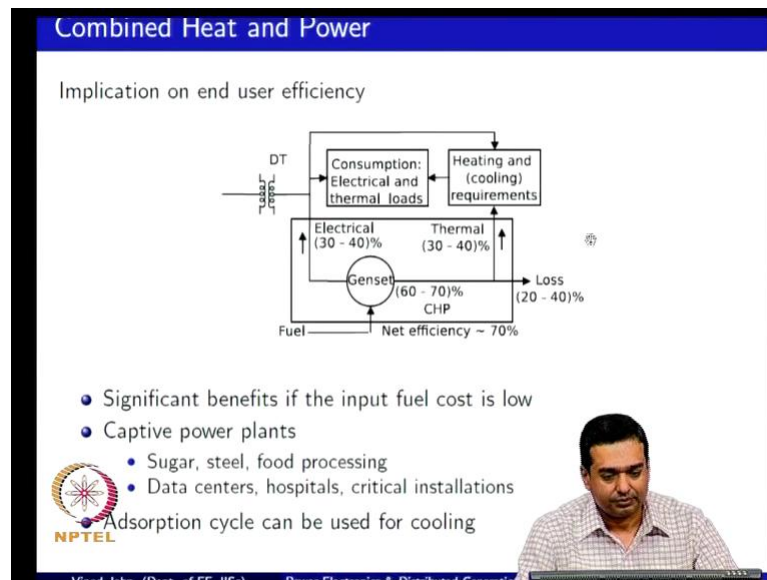 Combined Heat and Power
Implication on end user efficiency
DT
Consumption:
Electrical and
thermal loads
Heating and
(cooling)
requirements
Electrical
(30 - 40)%
Thermal
(30 - 40)%
Genset
(60 - 70)%
CHP
Loss
(20 - 40)%
Fuel
Net efficiency ~ 70%
Significant benefits if the input fuel cost is low
Captive power plants
Sugar, steel, food processing
Data centers, hospitals, critical installations
Adsorption cycle can be used for cooling
NPTEL